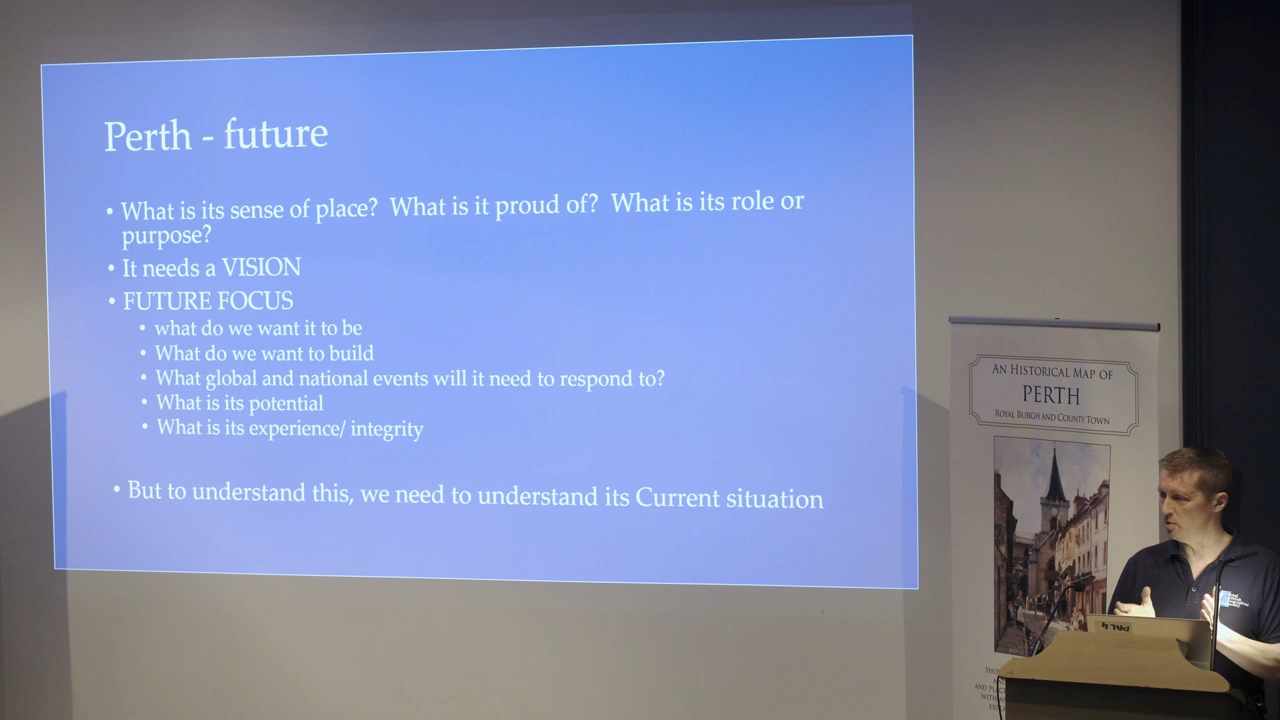 Perth - future
• What is its sense of place? What is it proud of? What is its role or
purpose?
• It needs a VISION
• FUTURE FOCUS
• what do we want it to be
• What do we want to build
• What global and national events will it need to respond to?
• What is its potential
• What is its experience/ integrity
• But to understand this, we need to understand its Current situation
AN HISTORICAL MAP OF
PERTH
ROYAL BURGH AND COUNTY TOWN
PAL 4